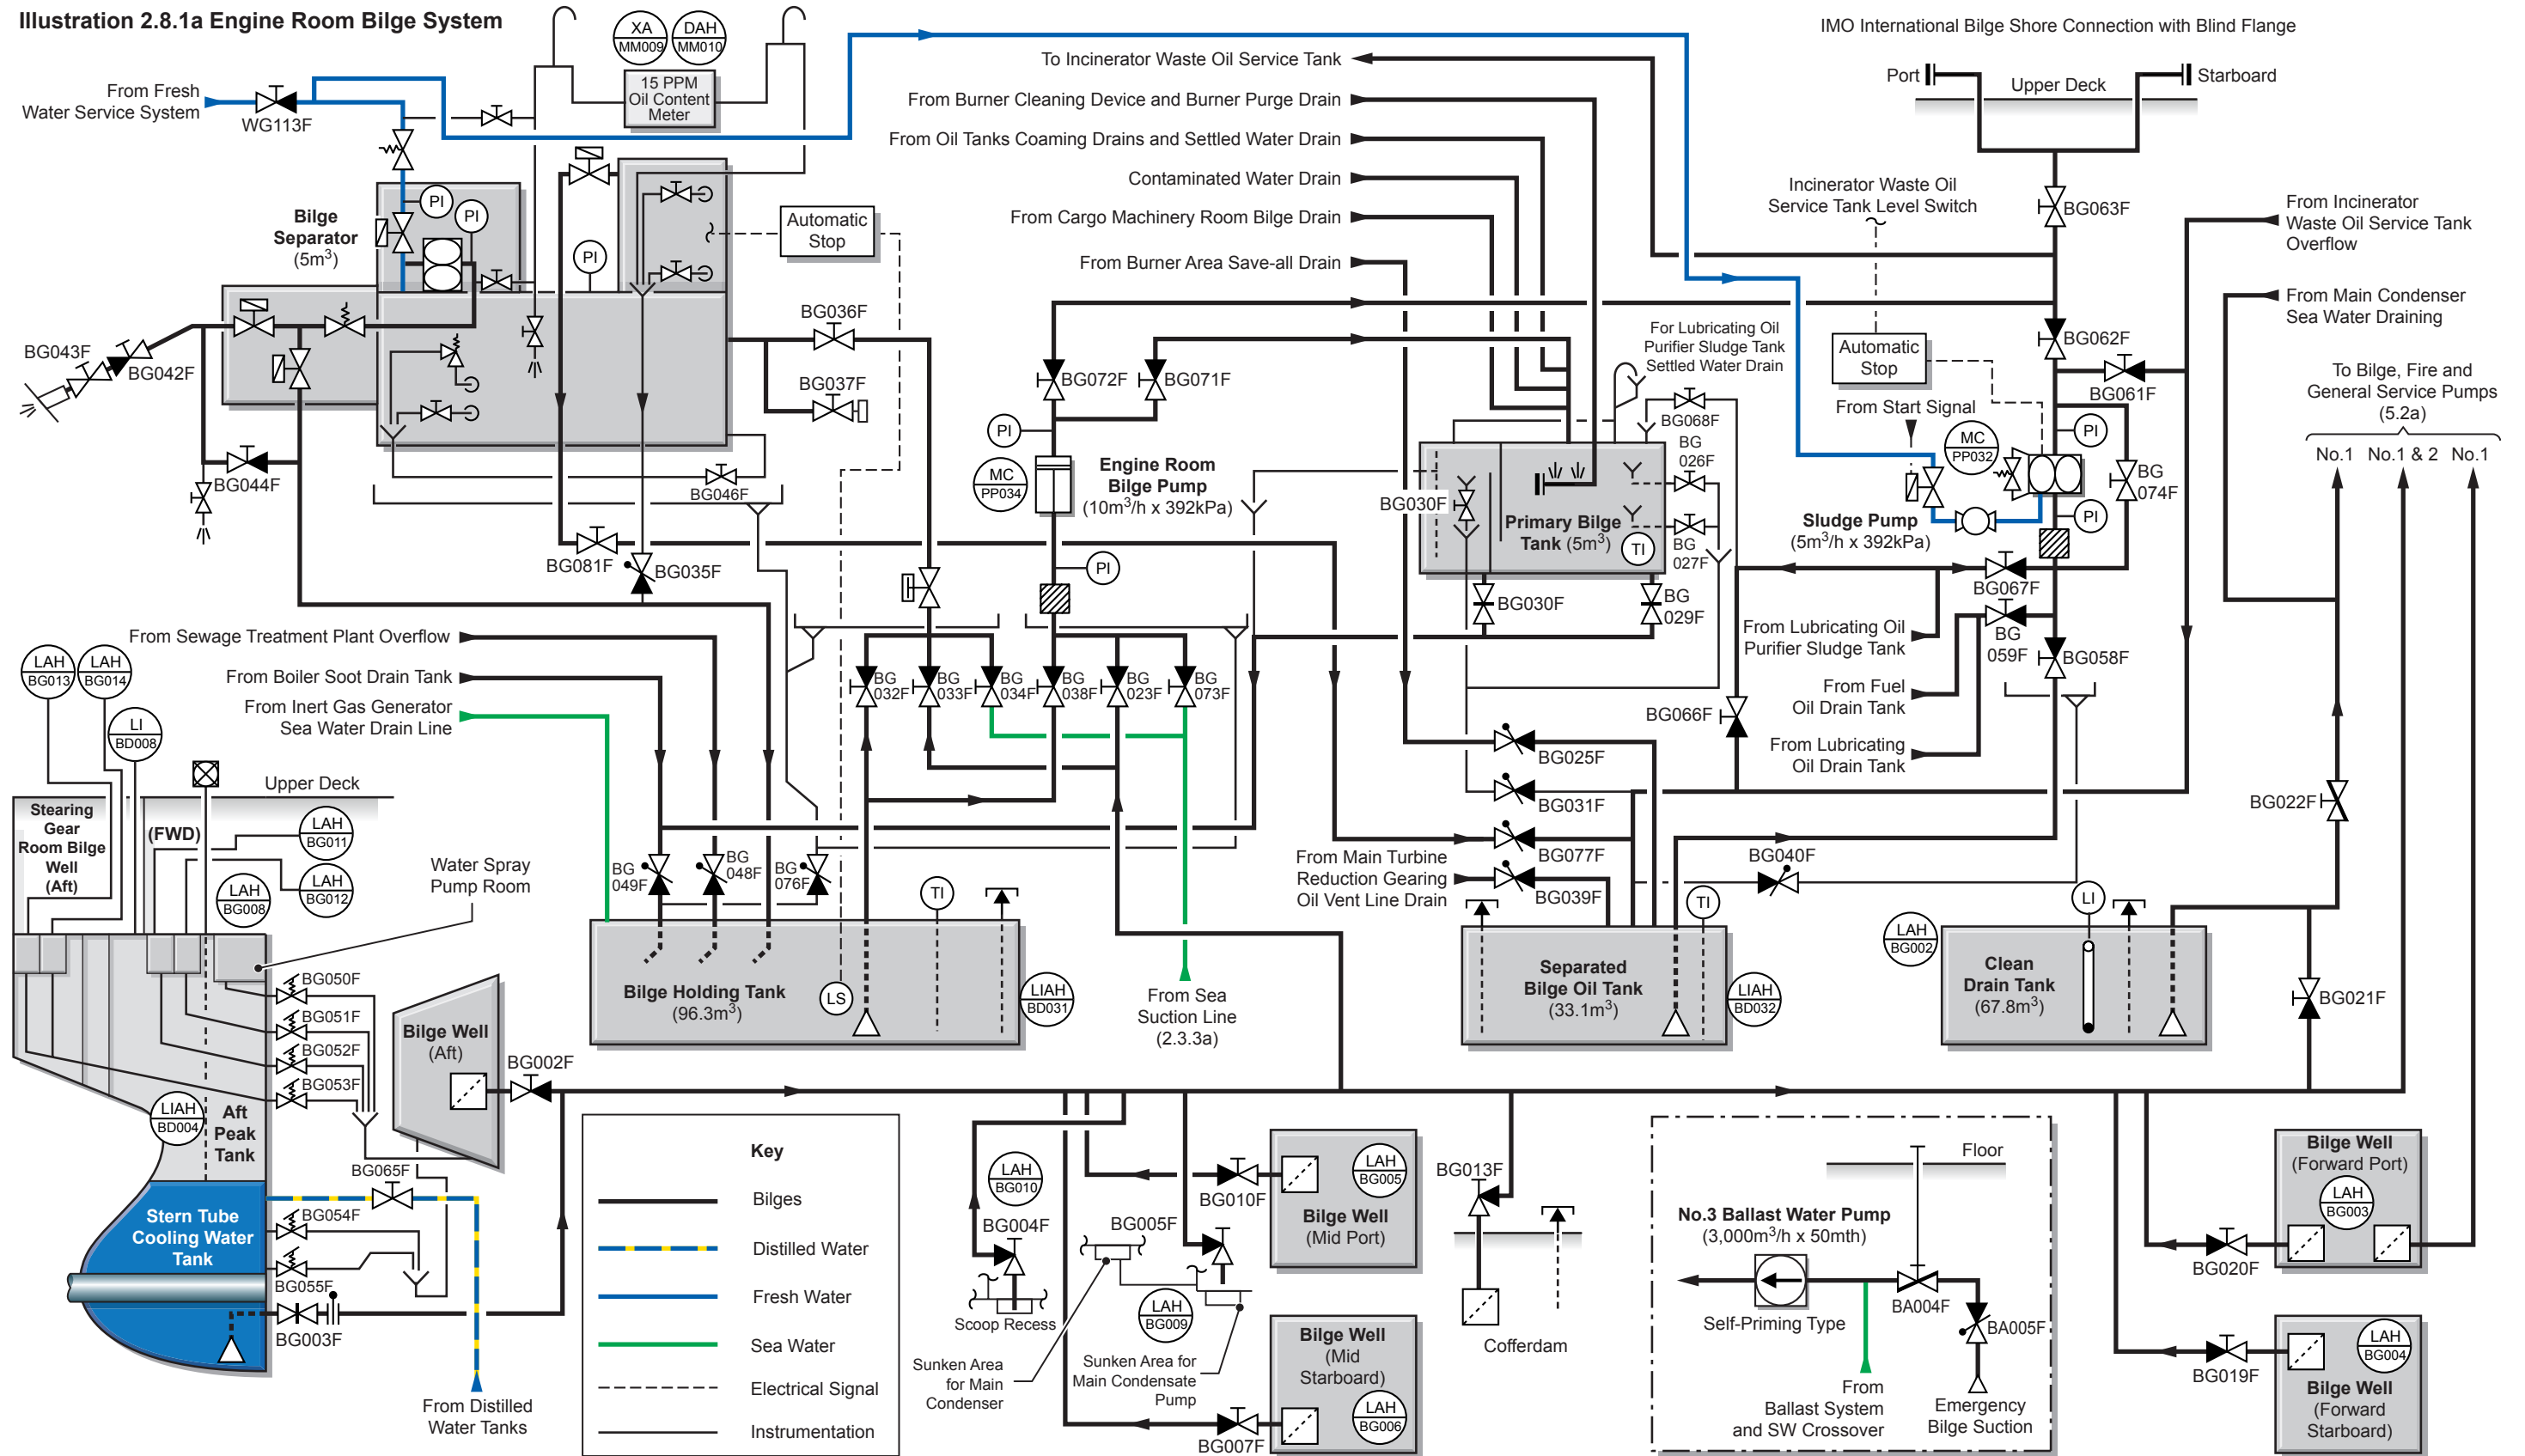 Illustration 2.8.1a Engine Room Bilge System
XA
MM009
DAH
MM010
15 PPM
Oil Content
Meter
From Fresh
Water Service System
WG113F
Bilge
Separator
(5m³)
PI
PI
PI
Automatic
Stop
BG043F
BG042F
BG044F
BG036F
BG037F
BG046F
BG081F
BG035F
To Incinerator Waste Oil Service Tank
From Burner Cleaning Device and Burner Purge Drain
From Oil Tanks Coaming Drains and Settled Water Drain
Contaminated Water Drain
From Cargo Machinery Room Bilge Drain
From Burner Area Save-all Drain
IMO International Bilge Shore Connection with Blind Flange
Port
Upper Deck
Starboard
BG063F
Incinerator Waste Oil
Service Tank Level Switch
From Incinerator
Waste Oil Service Tank
Overflow
From Main Condenser
Sea Water Draining
BG062F
BG061F
Automatic
Stop
From Start Signal
MC
PP032
PI
PI
BG
074F
Sludge Pump
(5m³/h x 392kPa)
To Bilge, Fire and
General Service Pumps
(5.2a)
No.1
No.1 & 2
No.1
BG072F
BG071F
PI
MC
PP034
Engine Room
Bilge Pump
(10m³/h x 392kPa)
PI
For Lubricating Oil
Purifier Sludge Tank
Settled Water Drain
BG068F
BG
026F
BG030F
Primary Bilge
Tank (5m³)
TI
BG
027F
BG030F
BG
029F
BG067F
BG
059F
BG058F
From Lubricating Oil
Purifier Sludge Tank
From Fuel
Oil Drain Tank
From Lubricating
Oil Drain Tank
BG066F
From Sewage Treatment Plant Overflow
From Boiler Soot Drain Tank
From Inert Gas Generator
Sea Water Drain Line
BG
032F
BG
033F
BG
034F
BG
038F
BG
023F
BG
073F
BG025F
BG031F
BG077F
BG039F
BG040F
From Main Turbine
Reduction Gearing
Oil Vent Line Drain
BG022F
BG021F
LAH
BG013
LAH
BG014
LI
BD008
Upper Deck
Stearing
Gear
Room Bilge
Well
(Aft)
(FWD)
LAH
BG011
LAH
BG012
LAH
BG008
Water Spray
Pump Room
BG
049F
BG
048F
BG
076F
TI
Bilge Holding Tank
(96.3m³)
LS
LIAH
BD031
From Sea
Suction Line
(2.3.3a)
Separated
Bilge Oil Tank
(33.1m³)
TI
LIAH
BD032
LAH
BG002
LI
Clean
Drain Tank
(67.8m³)
BG050F
BG051F
BG052F
BG053F
Bilge Well
(Aft)
BG002F
LIAH
BD004
Aft
Peak
Tank
BG065F
Stern Tube
Cooling Water
Tank
BG054F
BG055F
BG003F
From Distilled
Water Tanks
Key
Bilges
Distilled Water
Fresh Water
Sea Water
Electrical Signal
Instrumentation
LAH
BG010
BG004F
Scoop Recess
Sunken Area
for Main
Condenser
BG005F
LAH
BG009
Sunken Area for
Main Condensate
Pump
BG010F
LAH
BG005
Bilge Well
(Mid Port)
Bilge Well
(Mid
Starboard)
LAH
BG006
BG007F
BG013F
Cofferdam
Floor
No.3 Ballast Water Pump
(3,000m³/h x 50mth)
Self-Priming Type
BA004F
BA005F
From
Ballast System
and SW Crossover
Emergency
Bilge Suction
Bilge Well
(Forward Port)
LAH
BG003
BG020F
LAH
BG004
BG019F
Bilge Well
(Forward
Starboard)